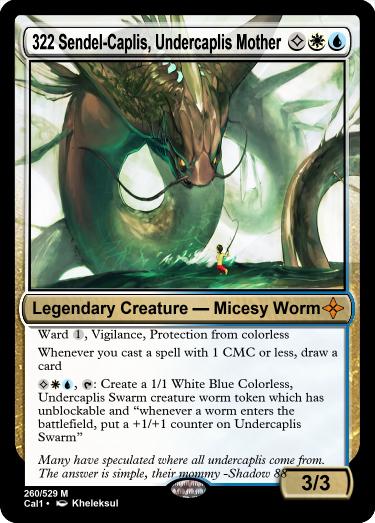 322 Sendel-Caplis, Undercaplis Mother
Legendary Creature — Micesy Worm
Ward 1, Vigilance, Protection from colorless
Whenever you cast a spell with 1 CMC or less, draw a
card
: Create a 1/1 White Blue Colorless,
Undercaplis Swarm creature worm token which has
unblockable and “whenever a worm enters the
battlefield, put a +1/+1 counter on Undercaplis
Swarm”
Many have speculated where all undercaplis come from.
The answer is simple, their mommy -Shadow 88
3/3
260/529 M
Cal1 • Kheleksul